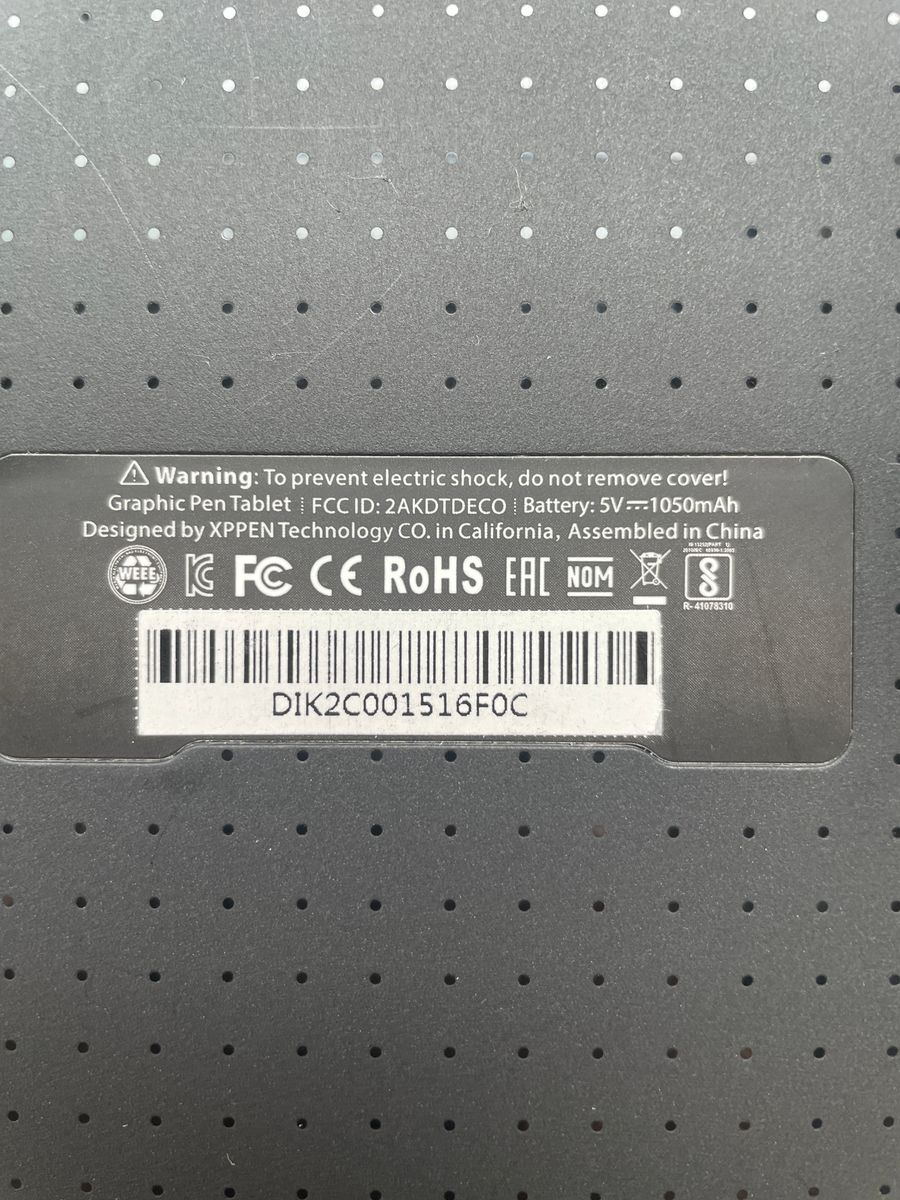 Warning: To prevent electric shock, do not remove cover!
Graphic Pen Tablet ⋮ FCC ID: 2AKDTDECO ⋮ Battery: 5V⎓1050mAh
Designed by XPPEN Technology CO. in California, Assembled in China
WEEE KC FC CE RoHS EAC NOM
R-41078310
DIK2C001516F0C